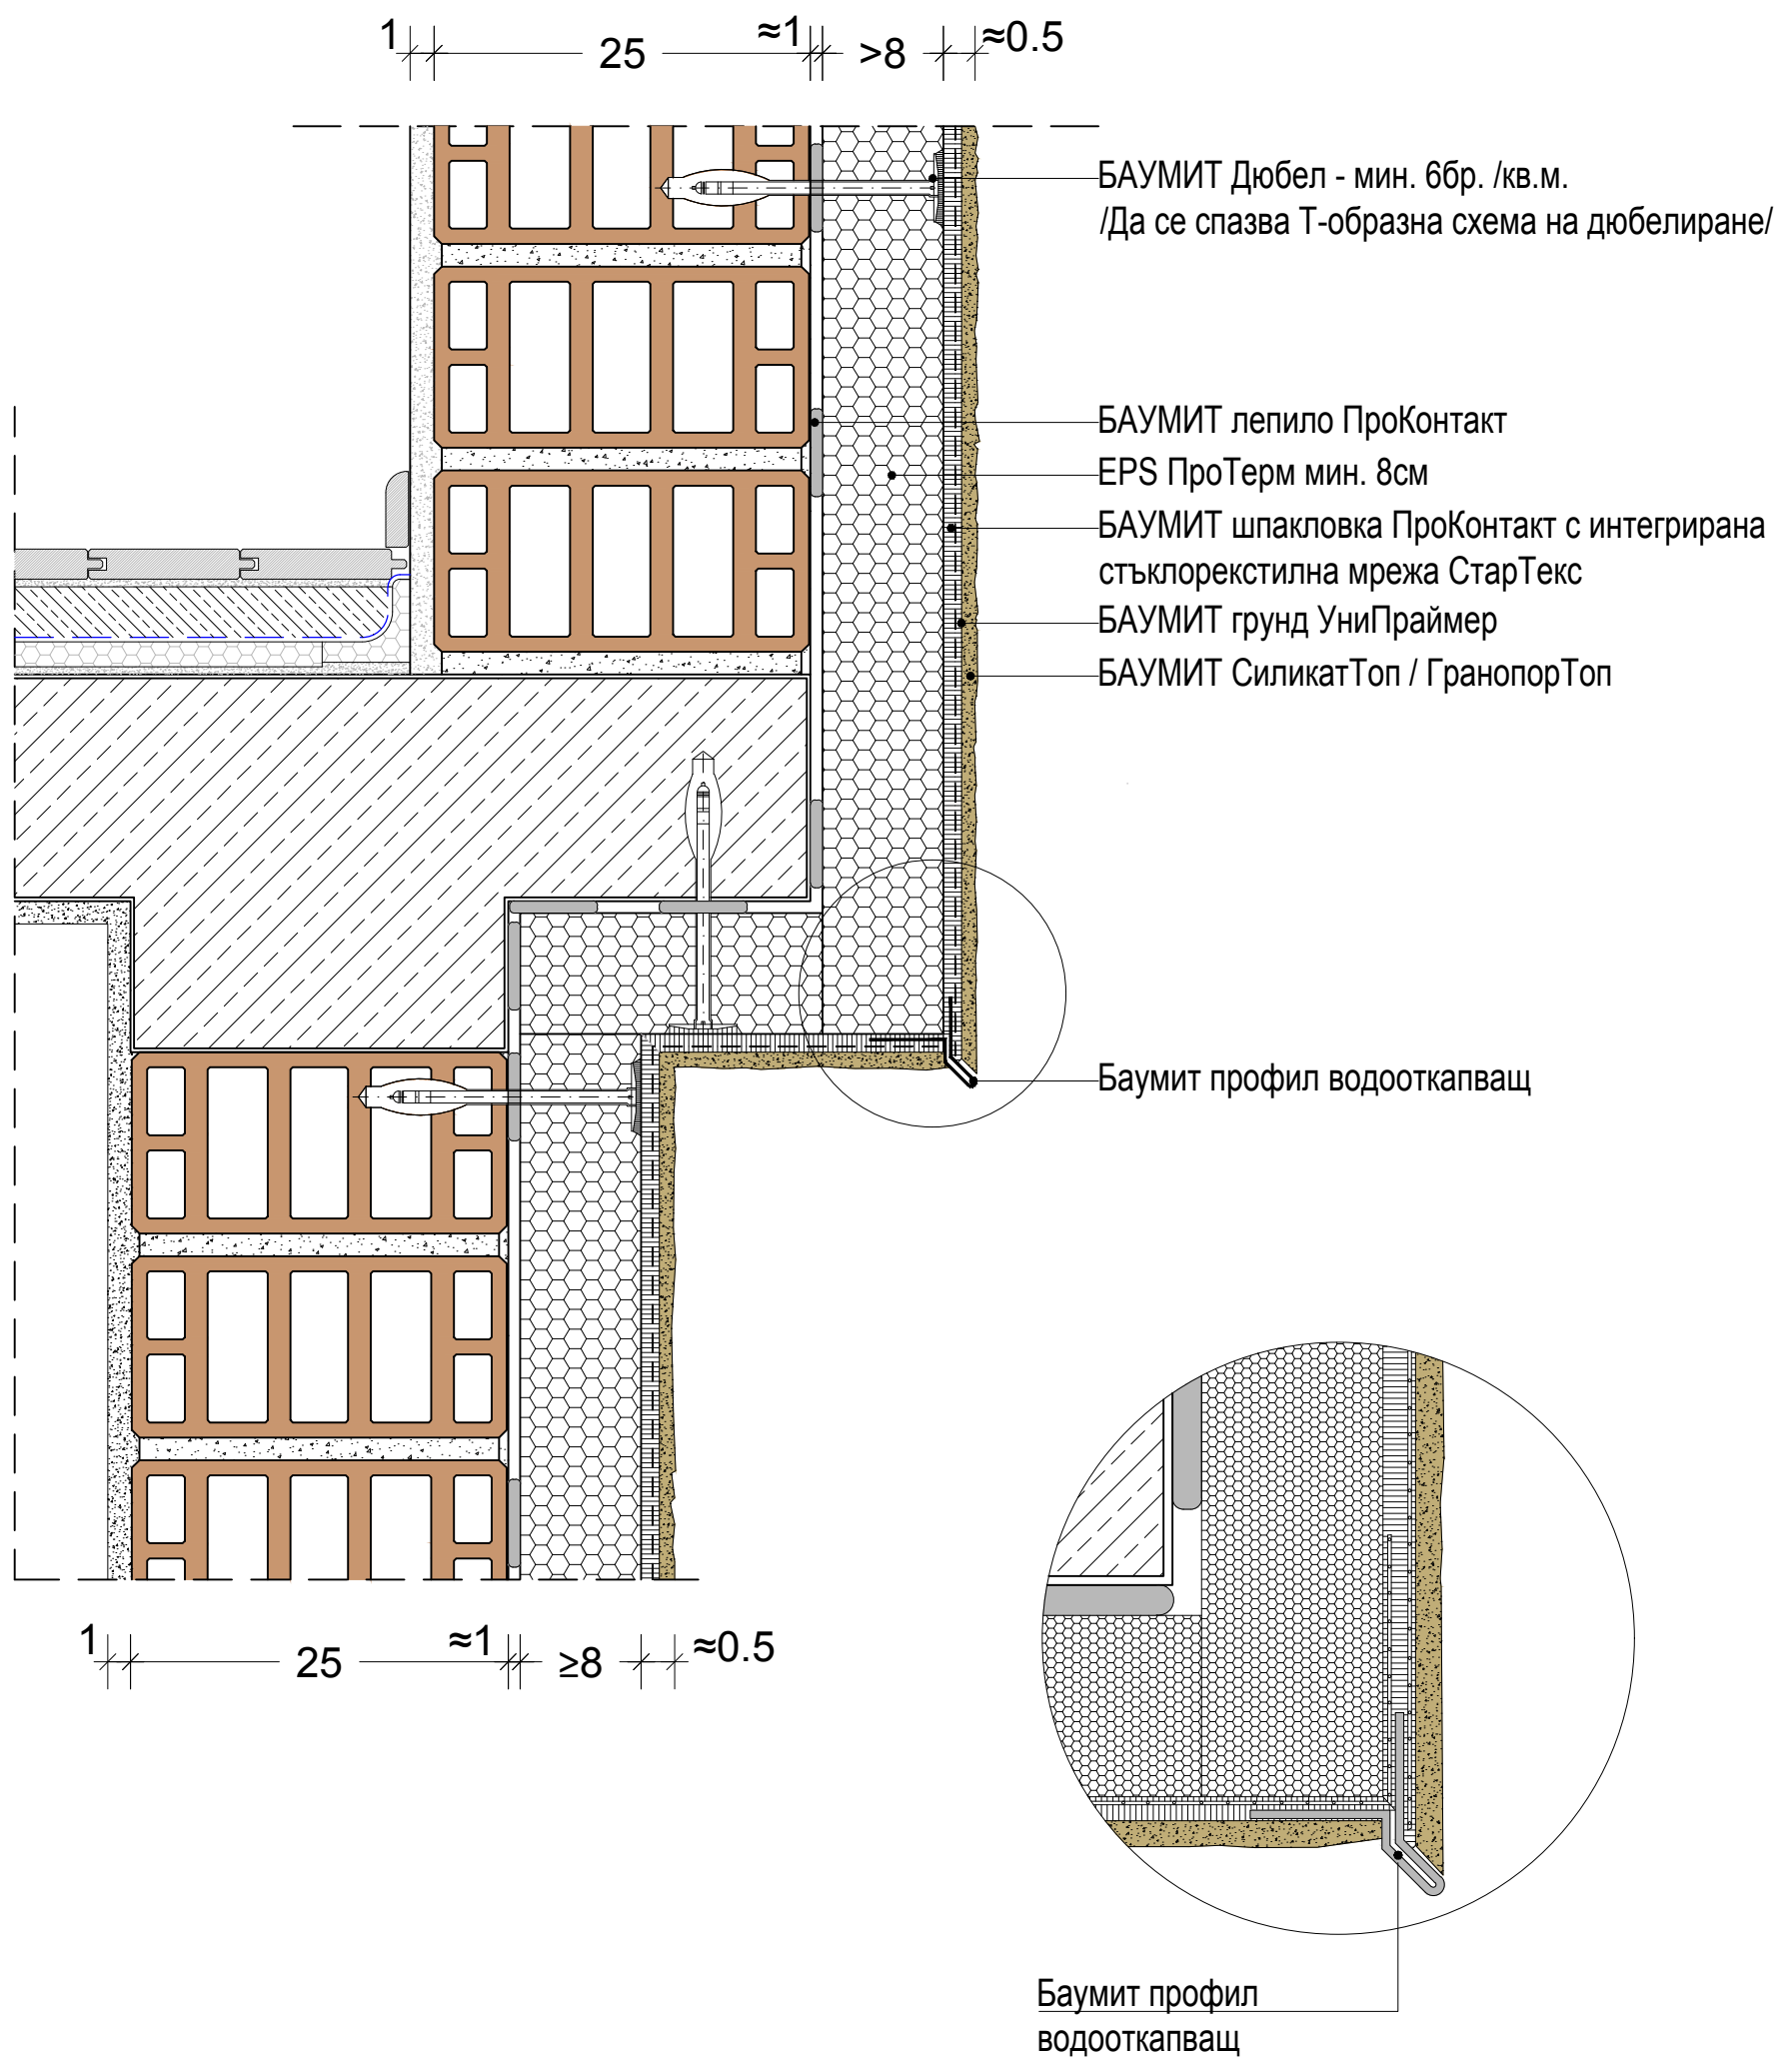 1 25 ≈1 >8 ≈0.5
БАУМИТ Дюбел - мин. 6бр. /кв.м.
/Да се спазва Т-образна схема на дюбелиране/
БАУМИТ лепило ПроКонтакт
EPS ПроТерм мин. 8см
БАУМИТ шпакловка ПроКонтакт с интегрирана
стъклорекстилна мрежа СтарТекс
БАУМИТ грунд УниПраймер
БАУМИТ СиликатТоп / ГранопорТоп
Баумит профил водооткапващ
1 25 ≈1 ≥8 ≈0.5
Баумит профил
водооткапващ